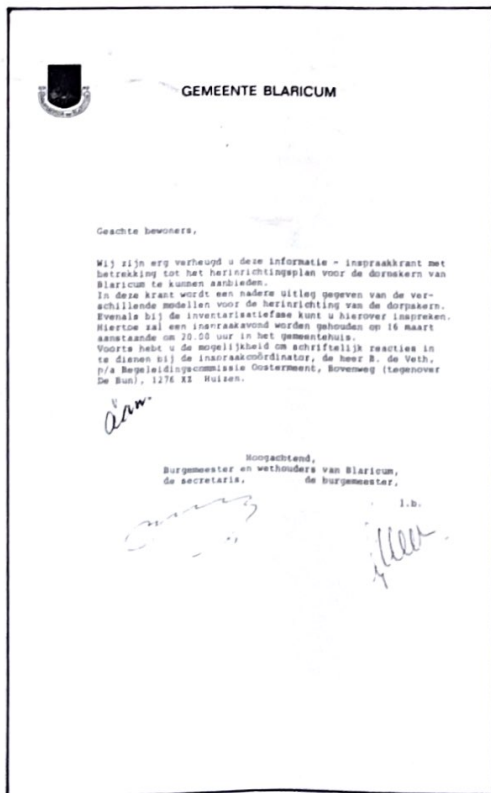 GEMEENTE BLARICUM
Geachte bewoners,
Wij zijn erg verheugd u deze informatie - inspraakkrant met
betrekking tot het herinrichtingsplan voor de dorpskern van
Blaricum te kunnen aanbieden.
In deze krant wordt een nadere uitleg gegeven van de ver-
schillende modellen voor de herinrichting van de dorpskern.
Evenals bij de inventarisatiefase kunt u hierover inspreken.
Hiertoe zal een inspraakavond worden gehouden op 16 maart
aanstaande om 20.00 uur in het gemeentehuis.
Voorts hebt u de mogelijkheid om schriftelijk reacties in
te dienen bij de inspraakcoördinator, de heer B. de Veth,
p/a Begeleidingscommissie Oostermeent, Bovenweg (tegenover
De Bun), 1276 XZ Huizen.
Hoogachtend,
Burgemeester en wethouders van Blaricum,
de secretaris, de burgemeester,
l.b.